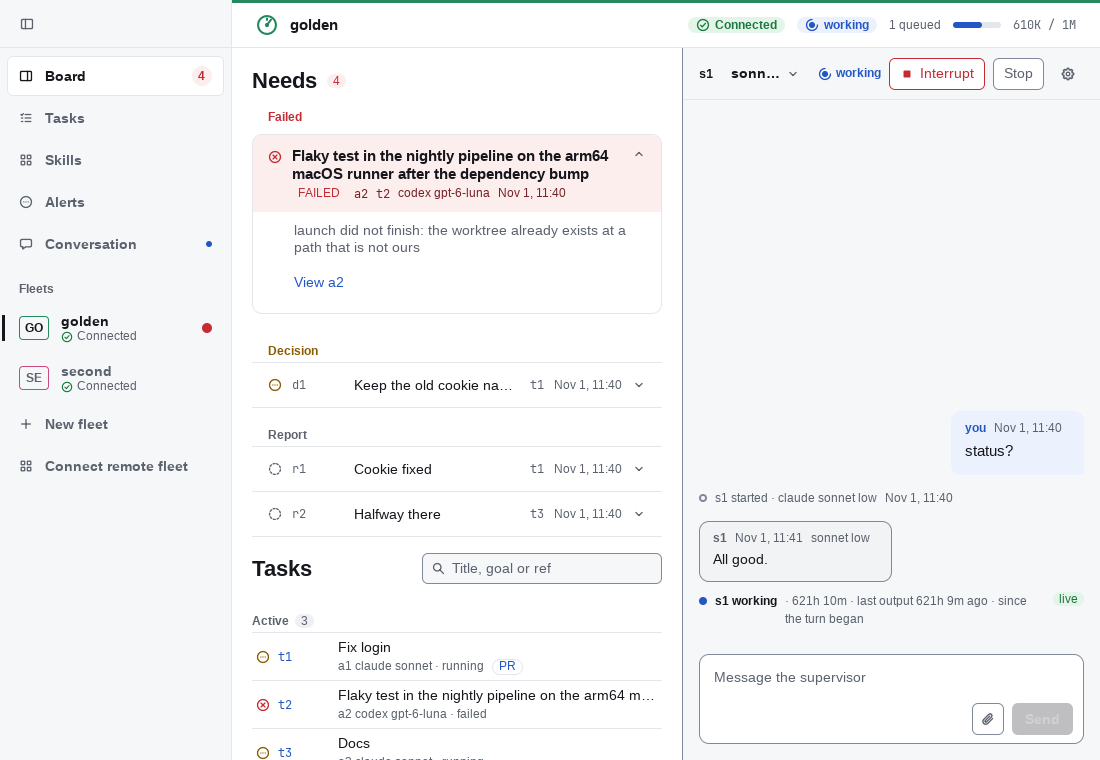 golden
Connected
working
1 queued
610K / 1M
Board
4
Tasks
Skills
Alerts
Conversation
Fleets
GO
golden
Connected
SE
second
Connected
New fleet
Connect remote fleet
Needs 4
Failed
Flaky test in the nightly pipeline on the arm64
macOS runner after the dependency bump
FAILED a2 t2 codex gpt-6-luna Nov 1, 11:40
launch did not finish: the worktree already exists at a
path that is not ours
View a2
Decision
d1 Keep the old cookie na… t1 Nov 1, 11:40
Report
r1 Cookie fixed t1 Nov 1, 11:40
r2 Halfway there t3 Nov 1, 11:40
Tasks
Title, goal or ref
Active 3
t1 Fix login
a1 claude sonnet · running PR
t2 Flaky test in the nightly pipeline on the arm64 m…
a2 codex gpt-6-luna · failed
t3 Docs
s1 sonn… working Interrupt Stop
you Nov 1, 11:40
status?
s1 started · claude sonnet low Nov 1, 11:40
s1 Nov 1, 11:41 sonnet low
All good.
s1 working · 621h 10m · last output 621h 9m ago · since
the turn began
live
Message the supervisor
Send